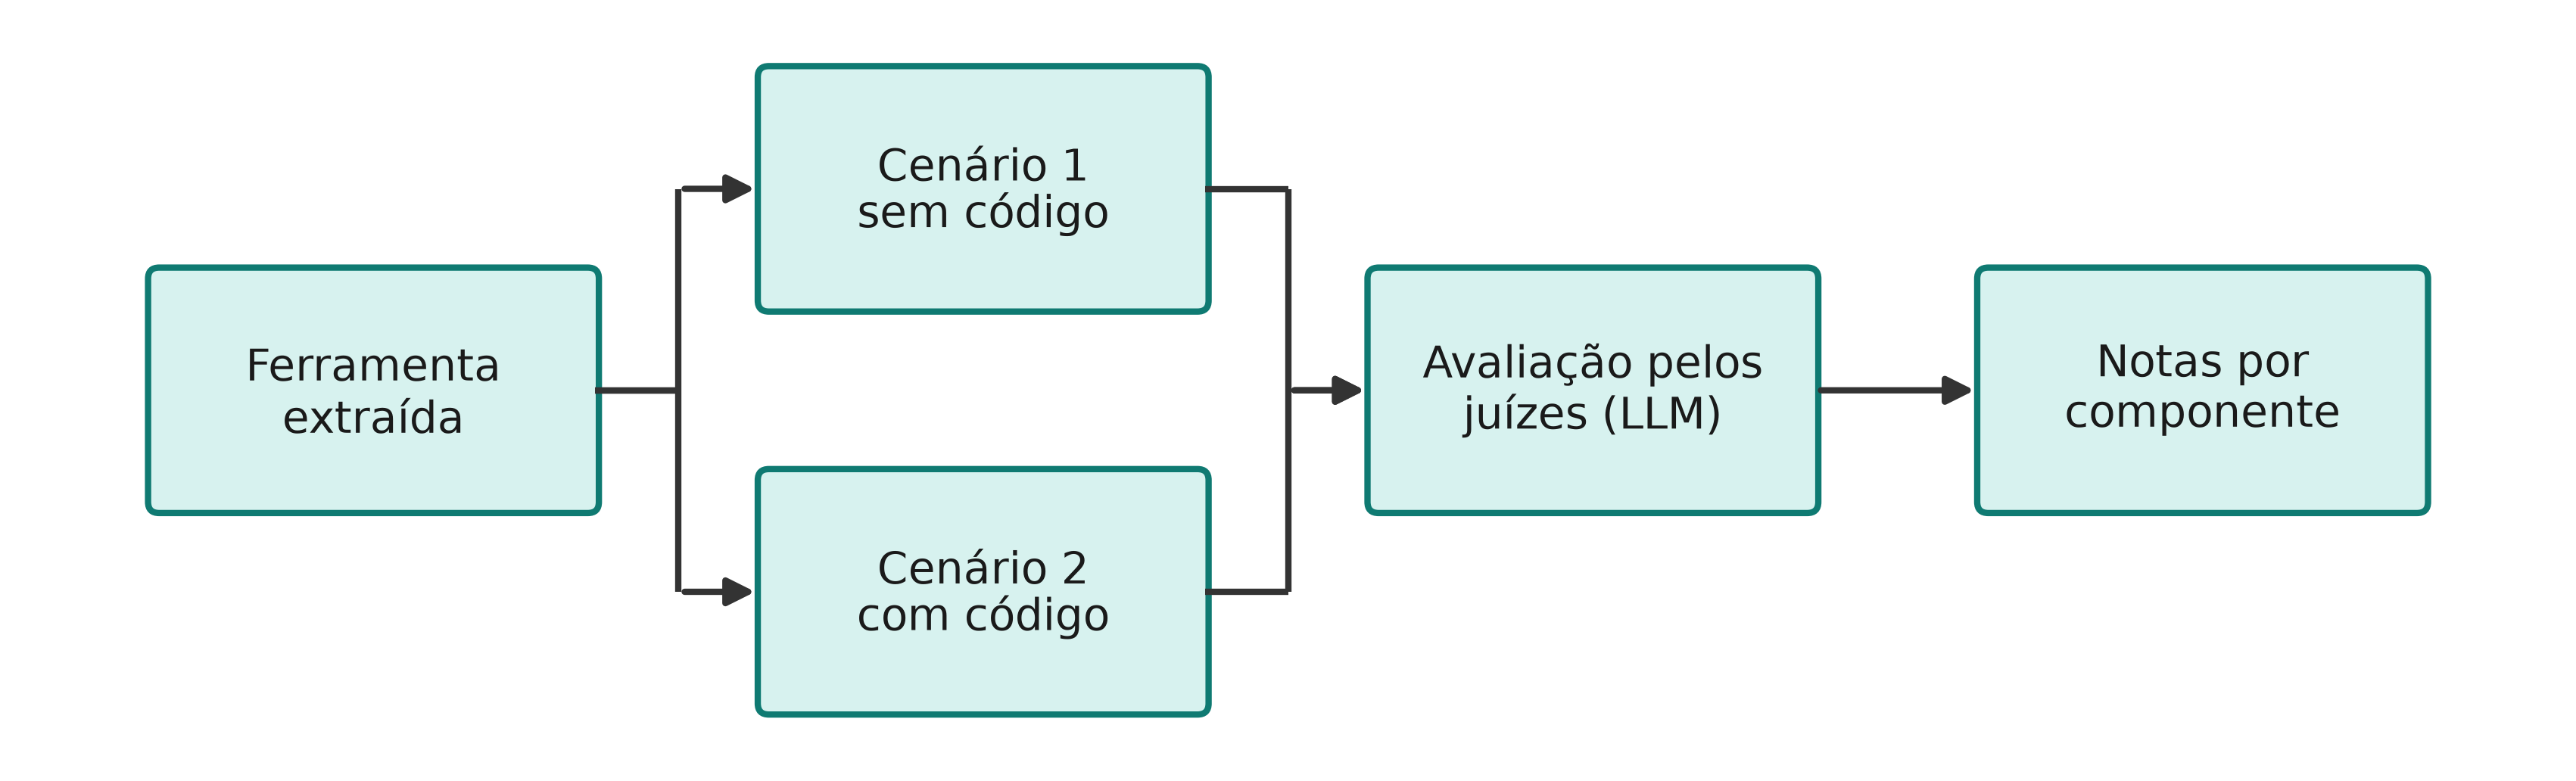 Ferramenta
extraída
Cenário 1
sem código
Cenário 2
com código
Avaliação pelos
juízes (LLM)
Notas por
componente